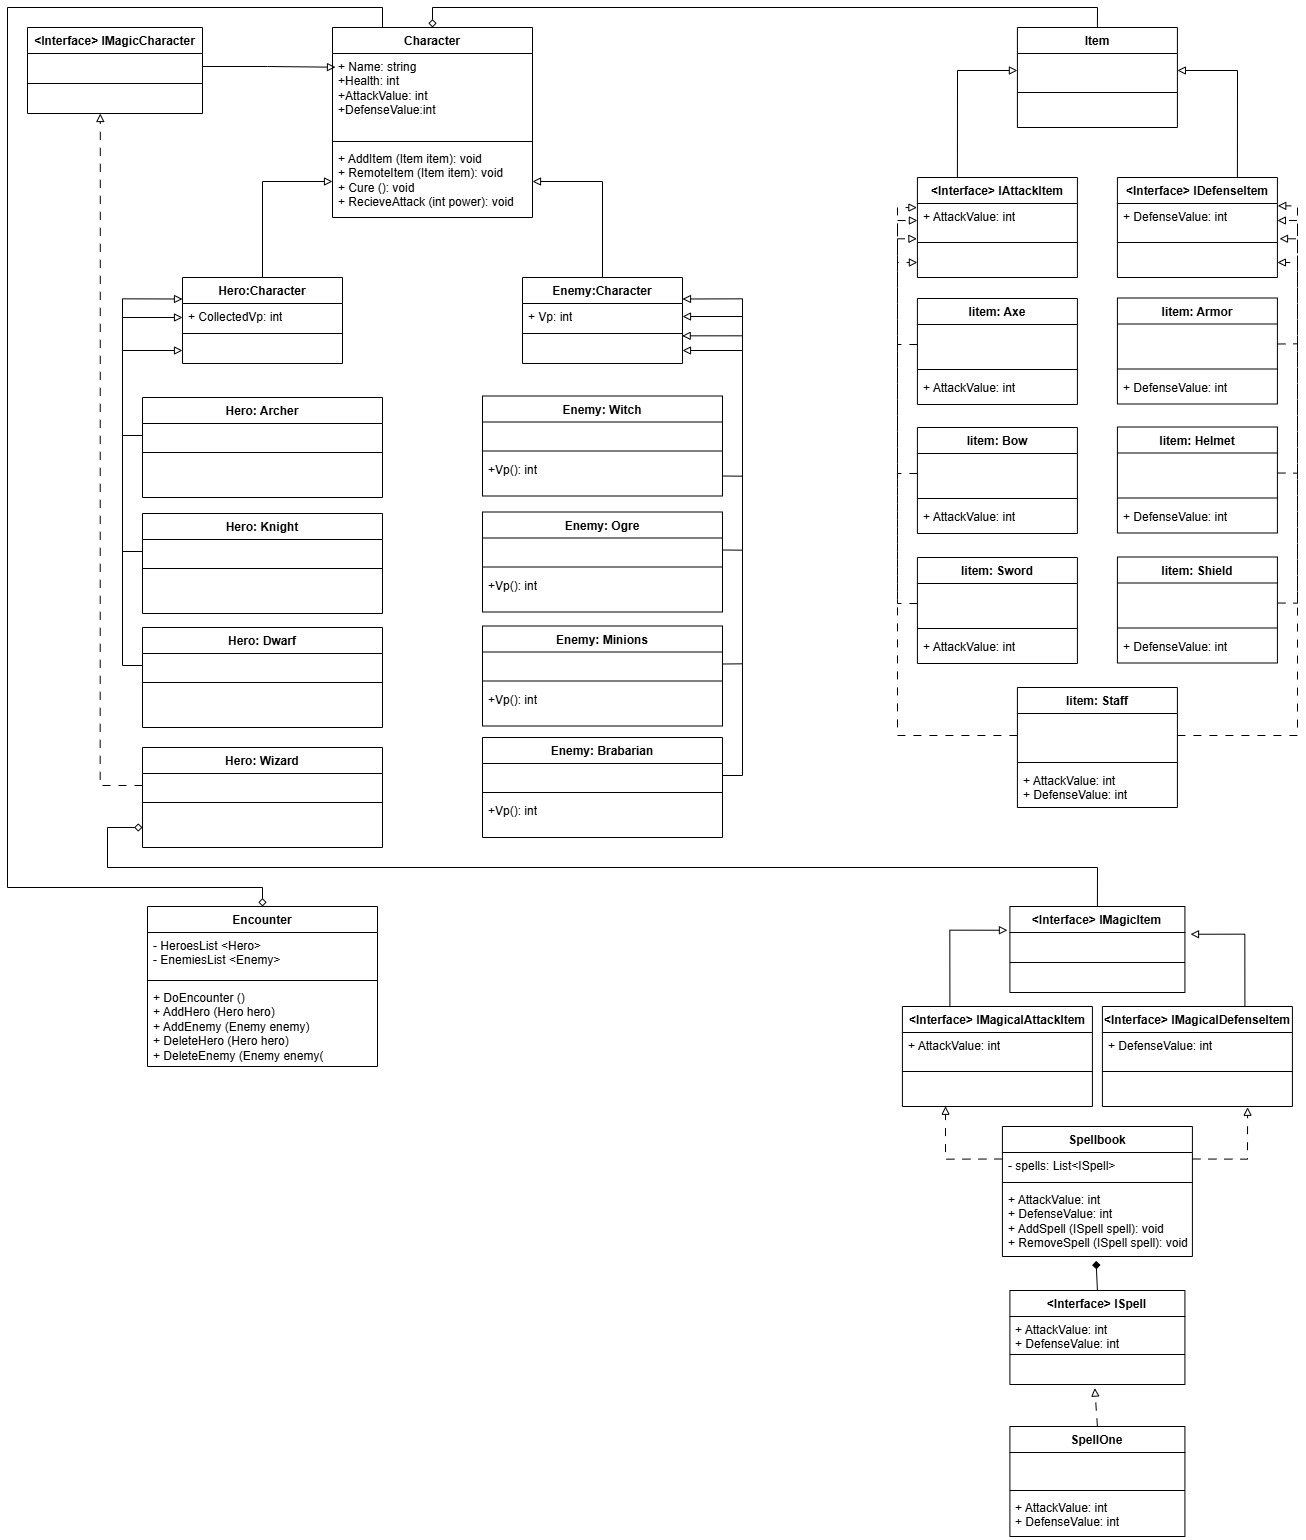 <Interface> IMagicCharacter
Character
+ Name: string
+Health: int
+AttackValue: int
+DefenseValue:int
+ AddItem (Item item): void
+ RemoteItem (Item item): void
+ Cure (): void
+ RecieveAttack (int power): void
Item
<Interface> IAttackItem
+ AttackValue: int
<Interface> IDefenseItem
+ DefenseValue: int
Hero:Character
+ CollectedVp: int
Enemy:Character
+ Vp: int
Iitem: Axe
+ AttackValue: int
Iitem: Armor
+ DefenseValue: int
Hero: Archer
Enemy: Witch
+Vp(): int
Iitem: Bow
+ AttackValue: int
Iitem: Helmet
+ DefenseValue: int
Hero: Knight
Enemy: Ogre
+Vp(): int
Iitem: Sword
+ AttackValue: int
Iitem: Shield
+ DefenseValue: int
Hero: Dwarf
Enemy: Minions
+Vp(): int
Iitem: Staff
+ AttackValue: int
+ DefenseValue: int
Hero: Wizard
Enemy: Brabarian
+Vp(): int
Encounter
- HeroesList <Hero>
- EnemiesList <Enemy>
+ DoEncounter ()
+ AddHero (Hero hero)
+ AddEnemy (Enemy enemy)
+ DeleteHero (Hero hero)
+ DeleteEnemy (Enemy enemy(
<Interface> IMagicItem
<Interface> IMagicalAttackItem
+ AttackValue: int
<Interface> IMagicalDefenseItem
+ DefenseValue: int
Spellbook
- spells: List<ISpell>
+ AttackValue: int
+ DefenseValue: int
+ AddSpell (ISpell spell): void
+ RemoveSpell (ISpell spell): void
<Interface> ISpell
+ AttackValue: int
+ DefenseValue: int
SpellOne
+ AttackValue: int
+ DefenseValue: int